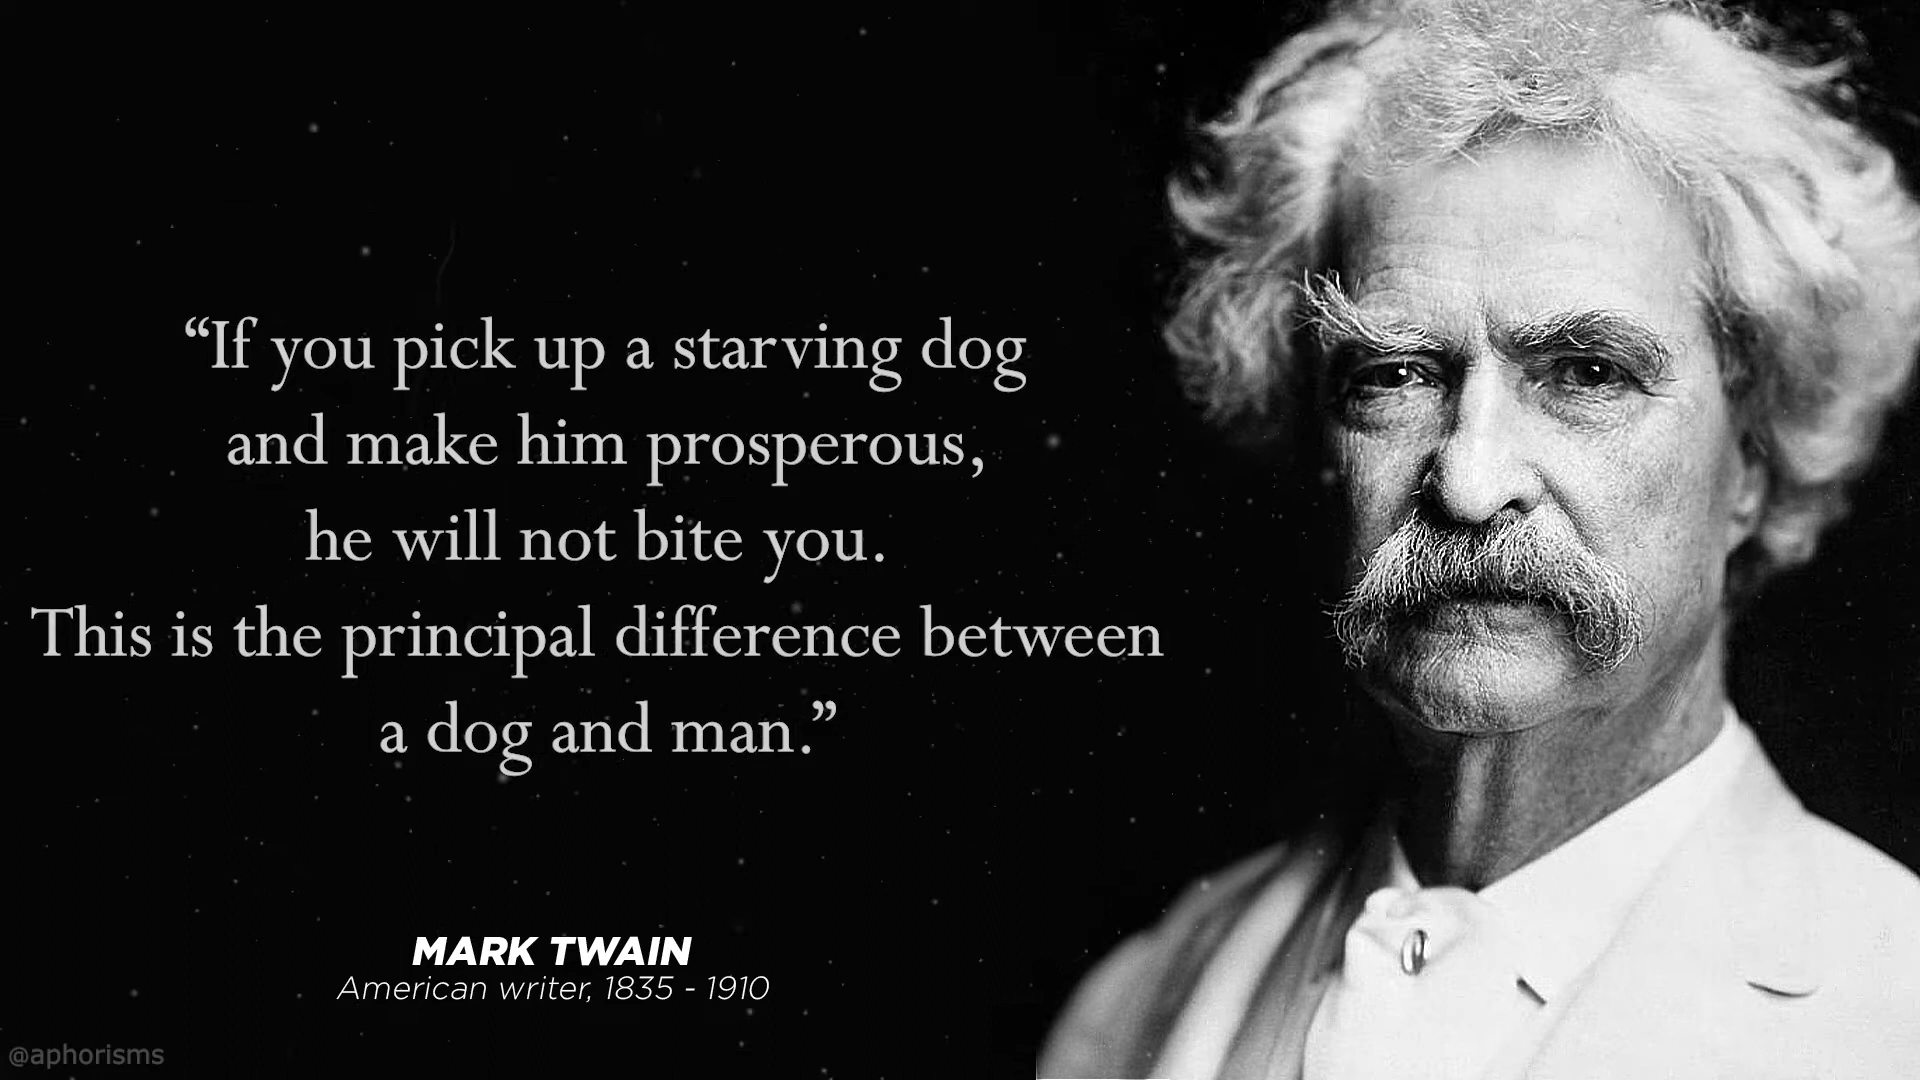 “If you pick up a starving dog
and make him prosperous,
he will not bite you.
This is the principal difference between
a dog and man.”
MARK TWAIN
American writer, 1835 - 1910
@aphorisms